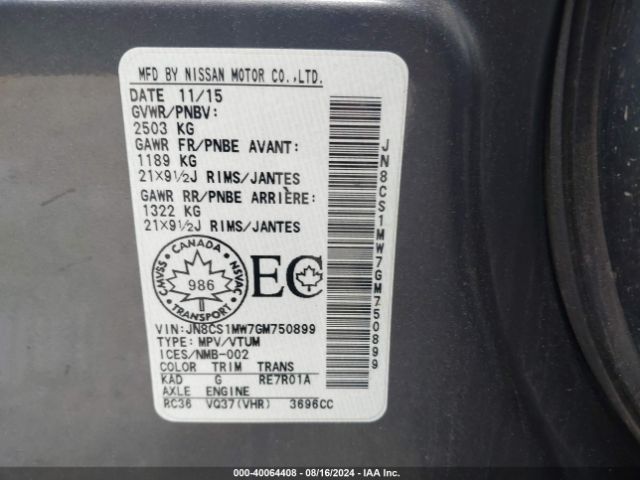 MFD BY NISSAN MOTOR CO.,LTD.
DATE 11/15
GVWR/PNBV:
2503 KG
GAWR FR/PNBE AVANT:
1189 KG
21×9½J RIMS/JANTES
GAWR RR/PNBE ARRIÈRE:
1322 KG
21×9½J RIMS/JANTES
CANADA
CMVSS
NSVAC
986
TRANSPORT
EC
VIN:JN8CS1MW7GM750899
TYPE: MPV/VTUM
ICES/NMB-002
COLOR TRIM TRANS
KAD G RE7R01A
AXLE ENGINE
RC36 VQ37(VHR) 3696CC
JN8CS1MW7GM750899
000-40064408 - 08/16/2024 - IAA Inc.